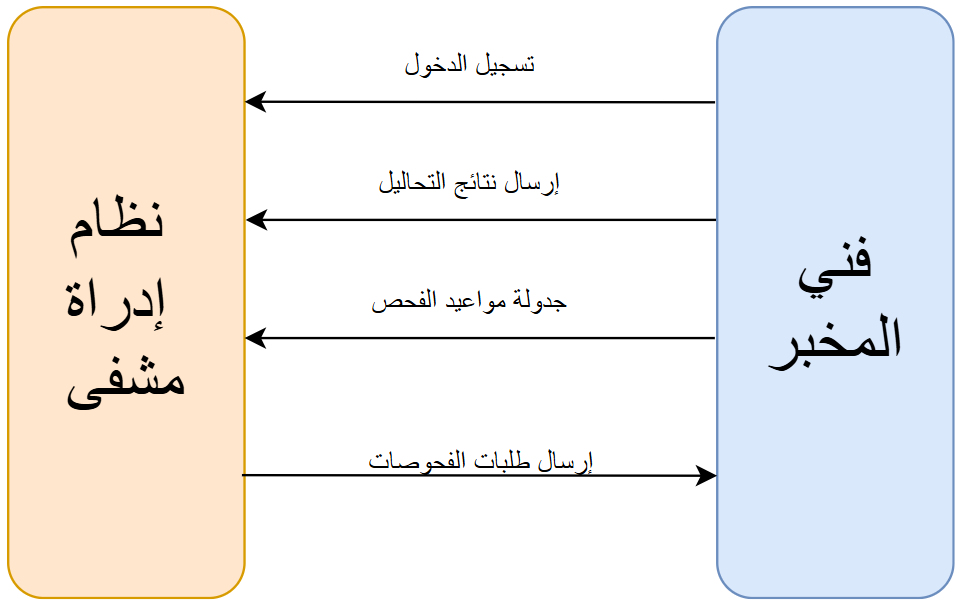 تسجيل الدخول
إرسال نتائج التحاليل
جدولة مواعيد الفحص
إرسال طلبات الفحوصات
فني
المخبر
نظام
إدراة
مشفى